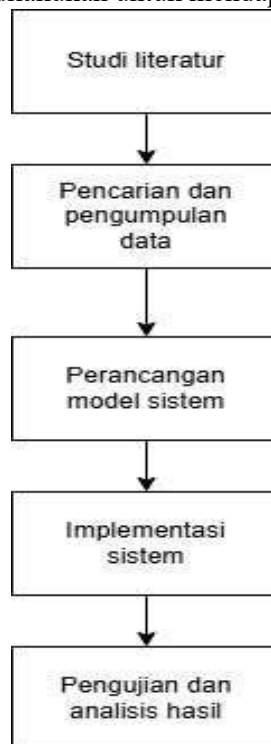 Studi literatur
Pencarian dan
pengumpulan
data
Perancangan
model sistem
Implementasi
sistem
Pengujian dan
analisis hasil